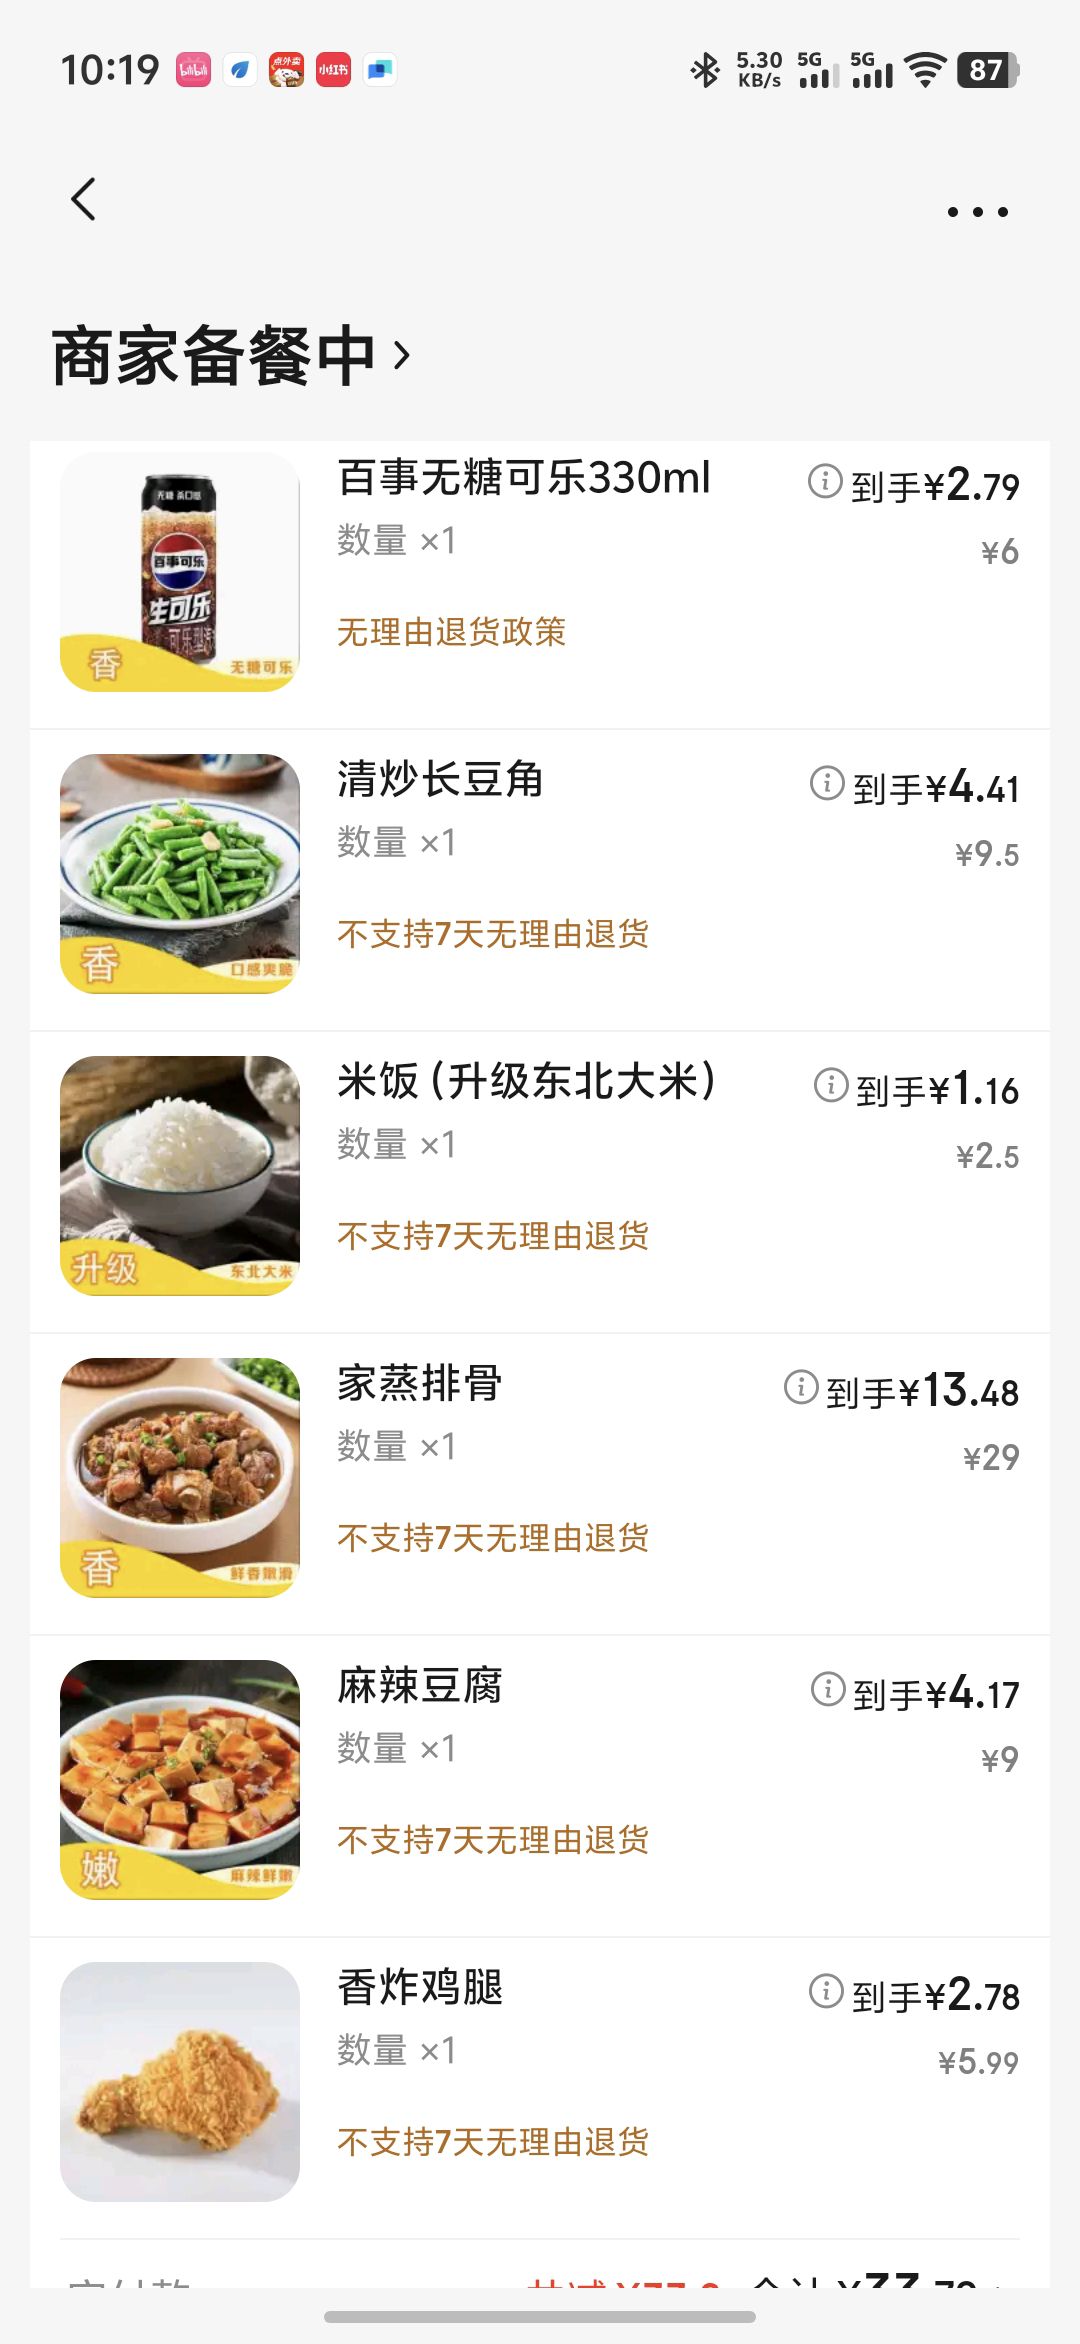 10:19
bilibili
点外卖
小红书
5.30
KB/s
5G
5G
87
商家备餐中
百事无糖可乐330ml
到手¥2.79
数量 ×1
¥6
无理由退货政策
无糖 杀口感
百事可乐
生可乐
香
无糖可乐
清炒长豆角
到手¥4.41
数量 ×1
¥9.5
不支持7天无理由退货
香
口感爽脆
米饭(升级东北大米)
到手¥1.16
数量 ×1
¥2.5
不支持7天无理由退货
升级
东北大米
家蒸排骨
到手¥13.48
数量 ×1
¥29
不支持7天无理由退货
香
鲜香嫩滑
麻辣豆腐
到手¥4.17
数量 ×1
¥9
不支持7天无理由退货
嫩
麻辣鲜嫩
香炸鸡腿
到手¥2.78
数量 ×1
¥5.99
不支持7天无理由退货